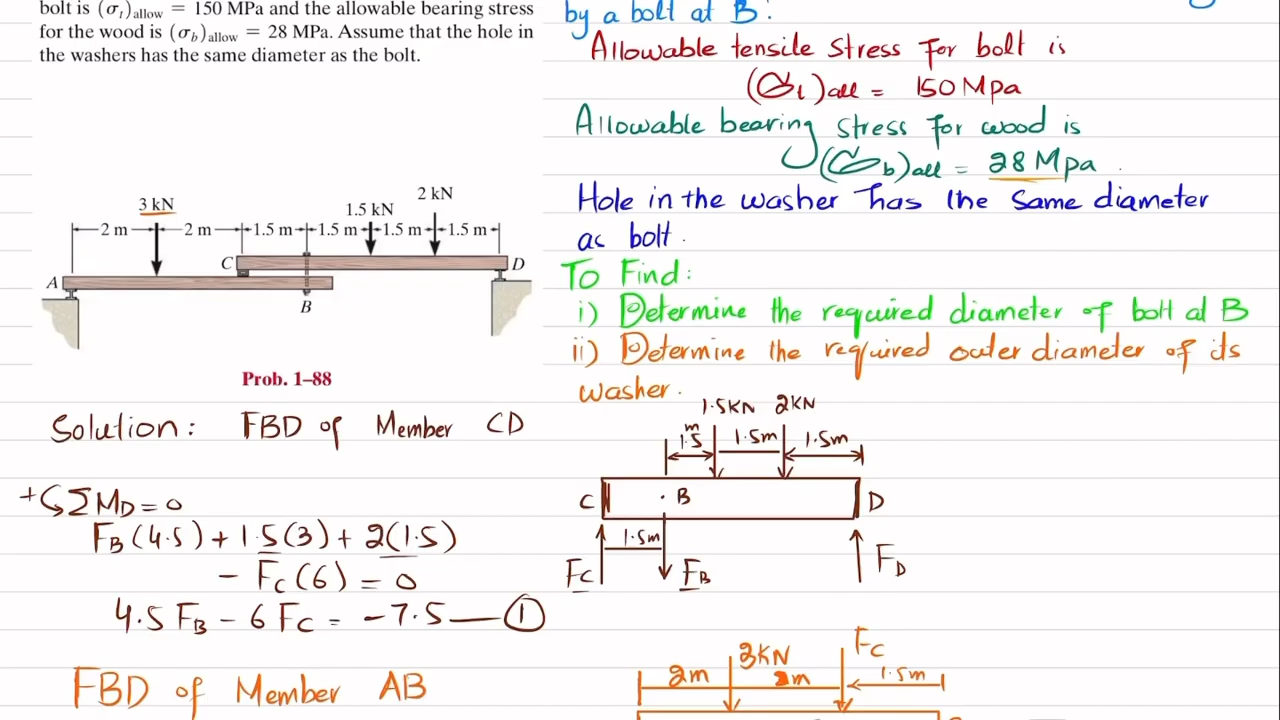 bolt is (σt)allow = 150 MPa and the allowable bearing stress
for the wood is (σb)allow = 28 MPa. Assume that the hole in
the washers has the same diameter as the bolt.
3 kN
2 m
2 m
1.5 m
1.5 kN
1.5 m
1.5 m
2 kN
1.5 m
A
C
B
D
Prob. 1–88
by a bolt at B.
Allowable tensile stress for bolt is
(σt)all = 150 Mpa
Allowable bearing stress for wood is
(σb)all = 28 Mpa
Hole in the washer has the same diameter
as bolt.
To Find:
i) Determine the required diameter of bolt at B
ii) Determine the required outer diameter of its
washer.
Solution: FBD of Member CD
+ ΣMD = 0
FB(4.5) + 1.5(3) + 2(1.5)
- Fc(6) = 0
4.5 FB - 6 Fc = -7.5 — ①
1.5KN 2KN
1.5 m
1.5m
1.5m
C
.B
D
1.5m
Fc
FB
FD
FBD of Member AB
2m
3KN
2m
Fc
1.5m